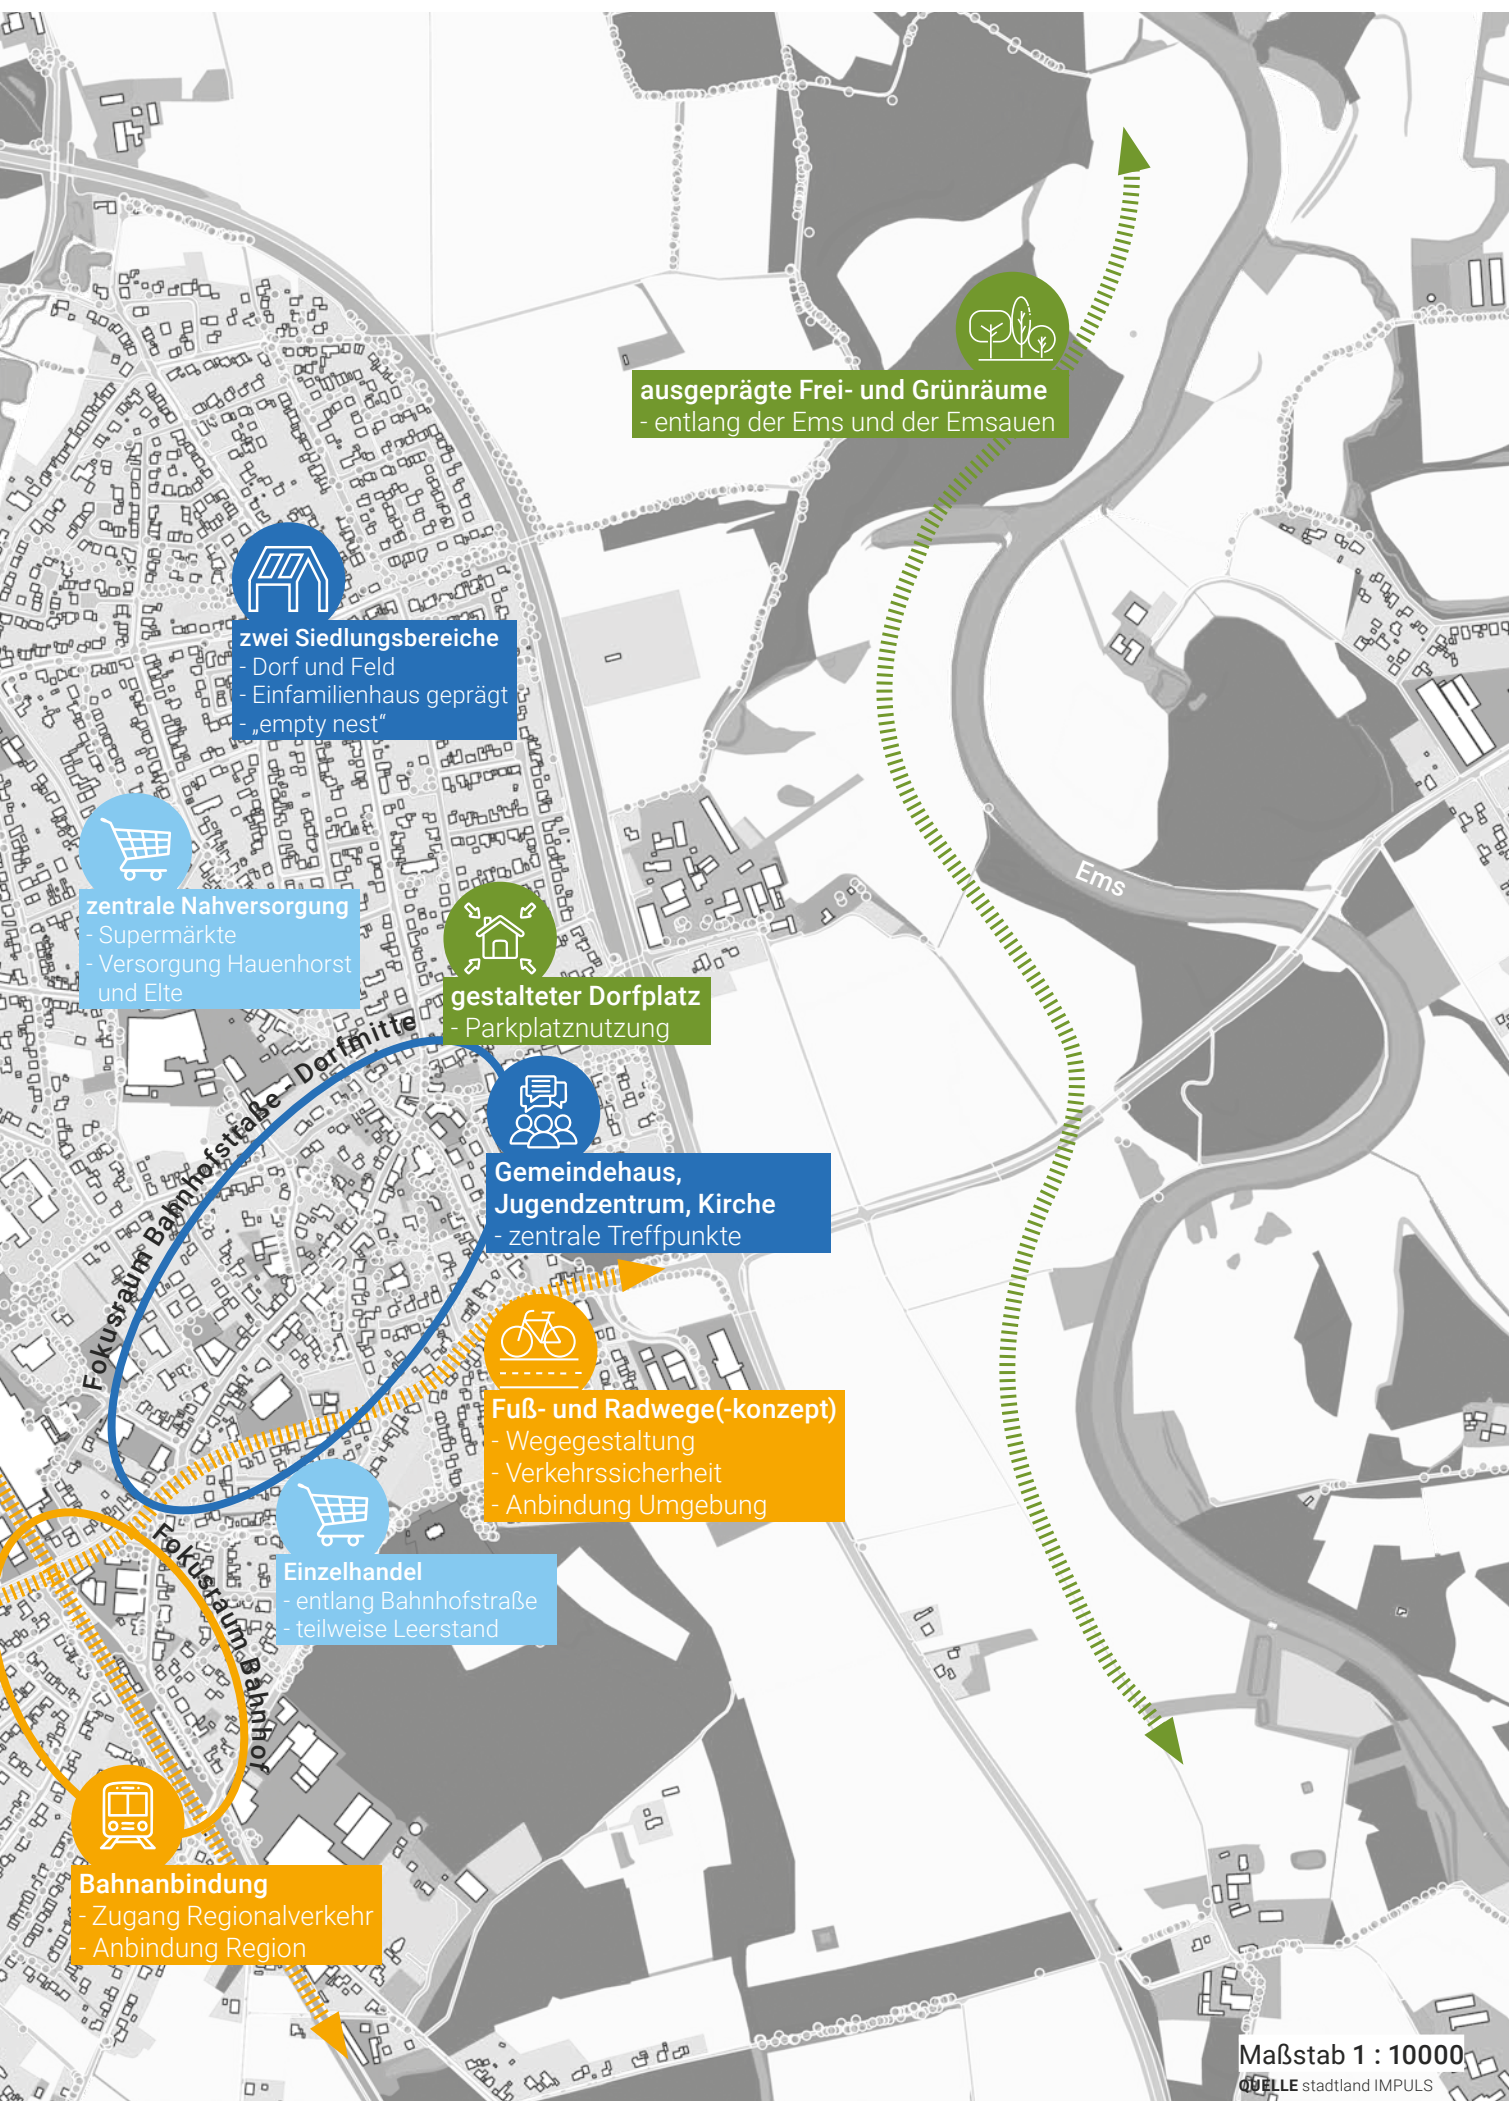 ausgeprägte Frei- und Grünräume
- entlang der Ems und der Emsauen
zwei Siedlungsbereiche
- Dorf und Feld
- Einfamilienhaus geprägt
- „empty nest“
zentrale Nahversorgung
- Supermärkte
- Versorgung Hauenhorst
und Elte
Ems
gestalteter Dorfplatz
- Parkplatznutzung
Fokusraum Bahnhofstraße - Dorfmitte
Gemeindehaus,
Jugendzentrum, Kirche
- zentrale Treffpunkte
Fuß- und Radwege(-konzept)
- Wegegestaltung
- Verkehrssicherheit
- Anbindung Umgebung
Einzelhandel
- entlang Bahnhofstraße
- teilweise Leerstand
Fokusraum Bahnhof
Bahnanbindung
- Zugang Regionalverkehr
- Anbindung Region
Maßstab 1 : 10000
QUELLE stadtland IMPULS